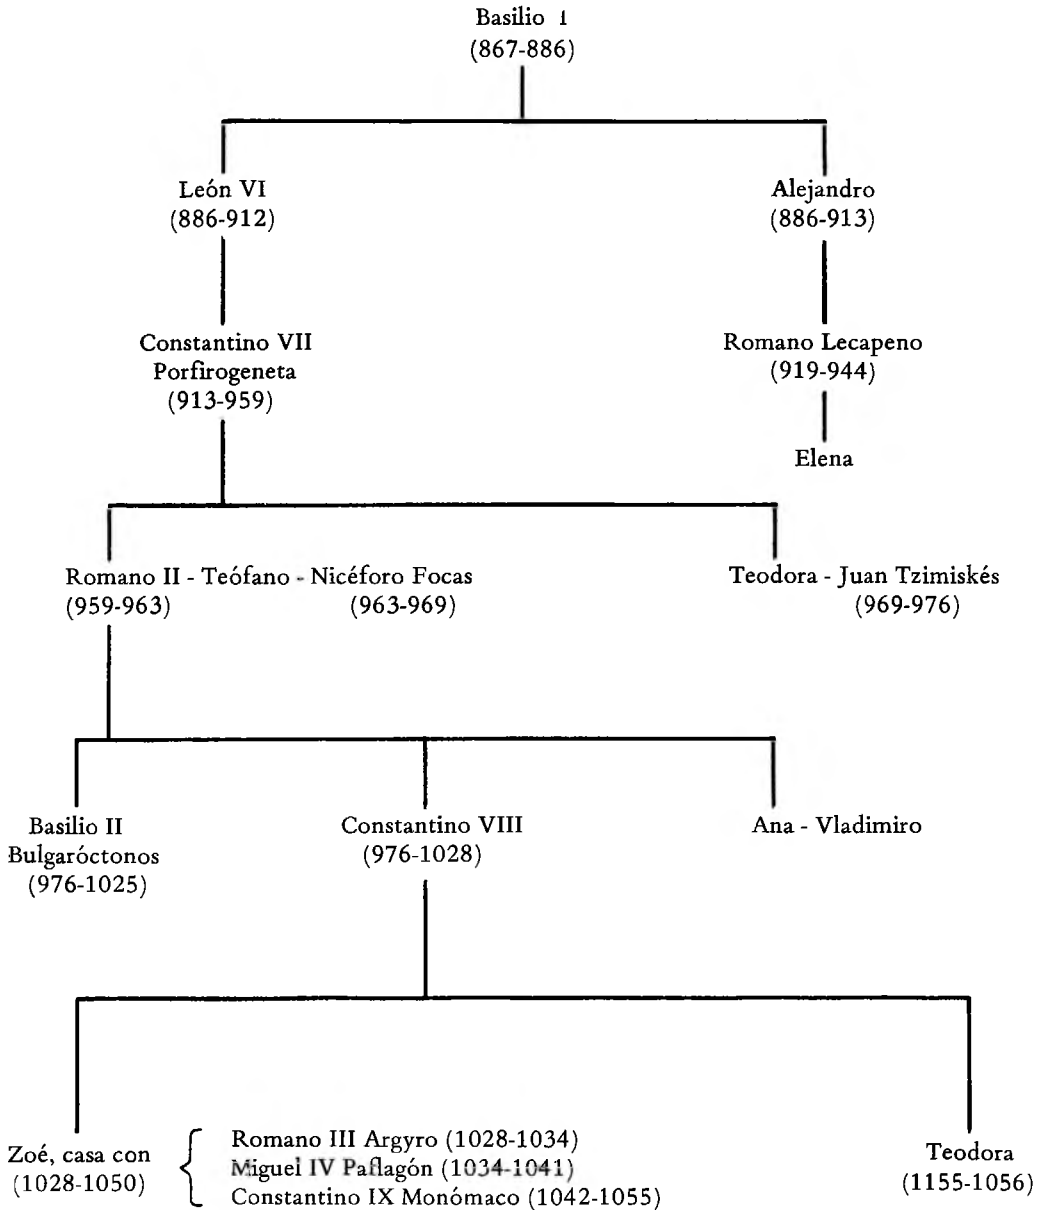 Basilio 1
(867-886)
León VI
(886-912)
Alejandro
(886-913)
Constantino VII
Porfirogeneta
(913-959)
Romano Lecapeno
(919-944)
Elena
Romano II - Teófano - Nicéforo Focas
(959-963) (963-969)
Teodora - Juan Tzimiskés
(969-976)
Basilio II
Bulgaróctonos
(976-1025)
Constantino VIII
(976-1028)
Ana - Vladimiro
Zoé, casa con
(1028-1050)
Romano III Argyro (1028-1034)
Miguel IV Paflagón (1034-1041)
Constantino IX Monómaco (1042-1055)
Teodora
(1155-1056)